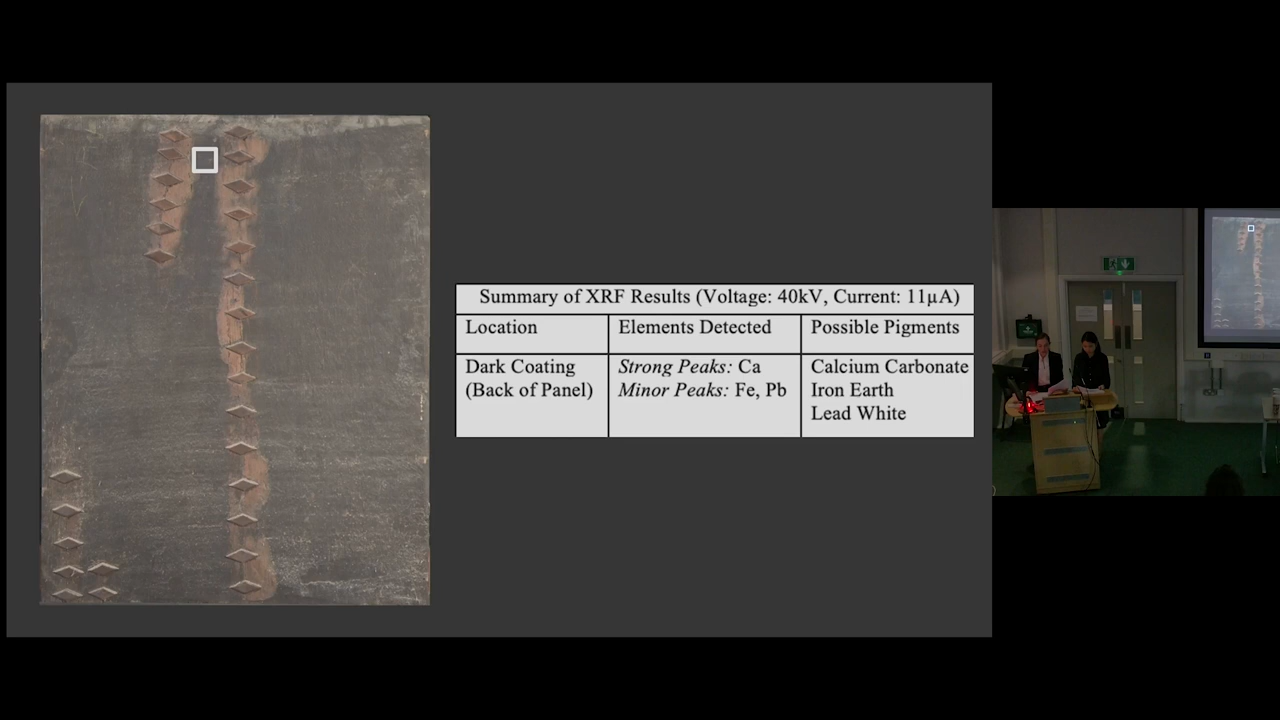 Summary of XRF Results (Voltage: 40kV, Current: 11µA)
Location
Elements Detected
Possible Pigments
Dark Coating
(Back of Panel)
Strong Peaks: Ca
Minor Peaks: Fe, Pb
Calcium Carbonate
Iron Earth
Lead White